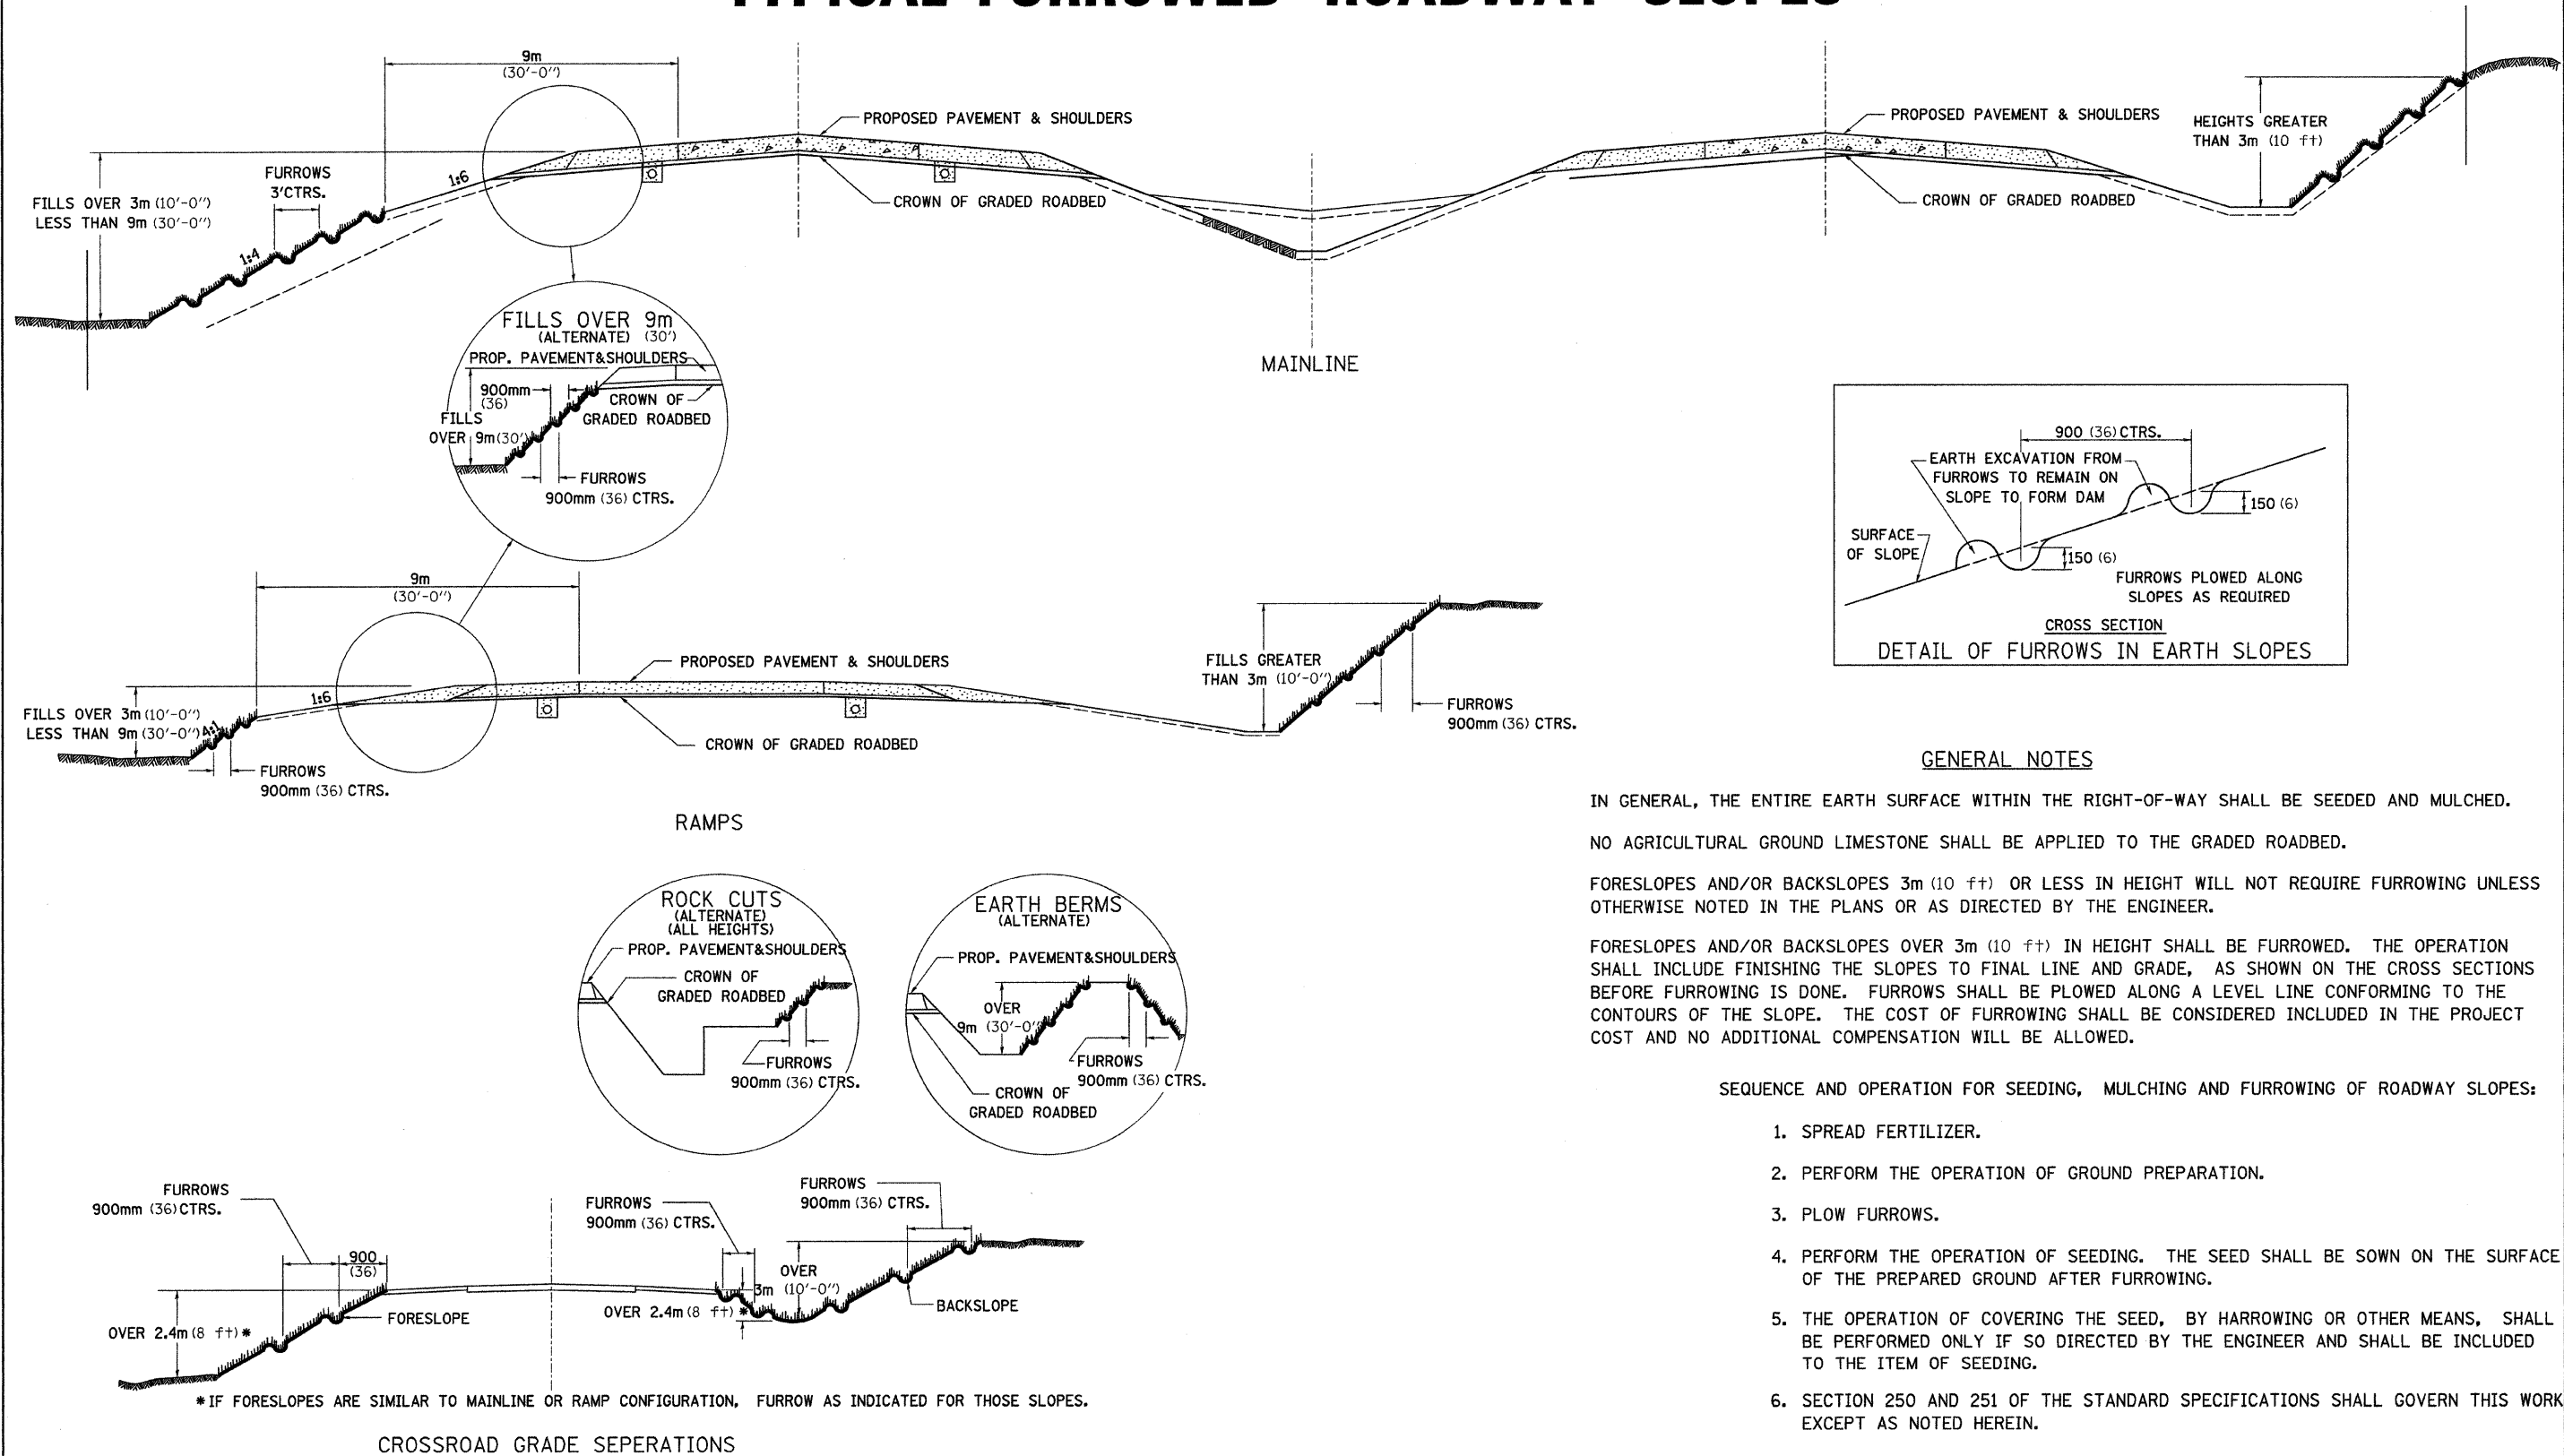 TYPICAL FURROWED ROADWAY SLOPES
9m
(30'-0")
PROPOSED PAVEMENT & SHOULDERS
CROWN OF GRADED ROADBED
FURROWS
3'CTRS.
1:6
1:4
FILLS OVER 3m (10'-0")
LESS THAN 9m (30'-0")
PROPOSED PAVEMENT & SHOULDERS
CROWN OF GRADED ROADBED
HEIGHTS GREATER
THAN 3m (10 ft)
MAINLINE
FILLS OVER 9m
(ALTERNATE) (30')
PROP. PAVEMENT&SHOULDERS
900mm
(36)
CROWN OF
GRADED ROADBED
FILLS
OVER 9m(30')
FURROWS
900mm (36) CTRS.
900 (36) CTRS.
EARTH EXCAVATION FROM
FURROWS TO REMAIN ON
SLOPE TO FORM DAM
150 (6)
SURFACE
OF SLOPE
150 (6)
FURROWS PLOWED ALONG
SLOPES AS REQUIRED
CROSS SECTION
DETAIL OF FURROWS IN EARTH SLOPES
9m
(30'-0")
PROPOSED PAVEMENT & SHOULDERS
1:6
FILLS OVER 3m (10'-0")
LESS THAN 9m (30'-0")
4:1
FURROWS
900mm (36) CTRS.
CROWN OF GRADED ROADBED
FILLS GREATER
THAN 3m (10'-0")
FURROWS
900mm (36) CTRS.
RAMPS
ROCK CUTS
(ALTERNATE)
(ALL HEIGHTS)
PROP. PAVEMENT&SHOULDERS
CROWN OF
GRADED ROADBED
FURROWS
900mm (36) CTRS.
EARTH BERMS
(ALTERNATE)
PROP. PAVEMENT&SHOULDERS
OVER
9m (30'-0")
FURROWS
900mm (36) CTRS.
CROWN OF
GRADED ROADBED
FURROWS
900mm (36) CTRS.
900
(36)
OVER 2.4m (8 ft) *
FORESLOPE
FURROWS
900mm (36) CTRS.
FURROWS
900mm (36) CTRS.
OVER
3m (10'-0")
OVER 2.4m (8 ft) *
BACKSLOPE
*IF FORESLOPES ARE SIMILAR TO MAINLINE OR RAMP CONFIGURATION, FURROW AS INDICATED FOR THOSE SLOPES.
CROSSROAD GRADE SEPERATIONS
GENERAL NOTES
IN GENERAL, THE ENTIRE EARTH SURFACE WITHIN THE RIGHT-OF-WAY SHALL BE SEEDED AND MULCHED.
NO AGRICULTURAL GROUND LIMESTONE SHALL BE APPLIED TO THE GRADED ROADBED.
FORESLOPES AND/OR BACKSLOPES 3m (10 ft) OR LESS IN HEIGHT WILL NOT REQUIRE FURROWING UNLESS
OTHERWISE NOTED IN THE PLANS OR AS DIRECTED BY THE ENGINEER.
FORESLOPES AND/OR BACKSLOPES OVER 3m (10 ft) IN HEIGHT SHALL BE FURROWED. THE OPERATION
SHALL INCLUDE FINISHING THE SLOPES TO FINAL LINE AND GRADE, AS SHOWN ON THE CROSS SECTIONS
BEFORE FURROWING IS DONE. FURROWS SHALL BE PLOWED ALONG A LEVEL LINE CONFORMING TO THE
CONTOURS OF THE SLOPE. THE COST OF FURROWING SHALL BE CONSIDERED INCLUDED IN THE PROJECT
COST AND NO ADDITIONAL COMPENSATION WILL BE ALLOWED.
SEQUENCE AND OPERATION FOR SEEDING, MULCHING AND FURROWING OF ROADWAY SLOPES:
1. SPREAD FERTILIZER.
2. PERFORM THE OPERATION OF GROUND PREPARATION.
3. PLOW FURROWS.
4. PERFORM THE OPERATION OF SEEDING. THE SEED SHALL BE SOWN ON THE SURFACE
OF THE PREPARED GROUND AFTER FURROWING.
5. THE OPERATION OF COVERING THE SEED, BY HARROWING OR OTHER MEANS, SHALL
BE PERFORMED ONLY IF SO DIRECTED BY THE ENGINEER AND SHALL BE INCLUDED
TO THE ITEM OF SEEDING.
6. SECTION 250 AND 251 OF THE STANDARD SPECIFICATIONS SHALL GOVERN THIS WORK
EXCEPT AS NOTED HEREIN.